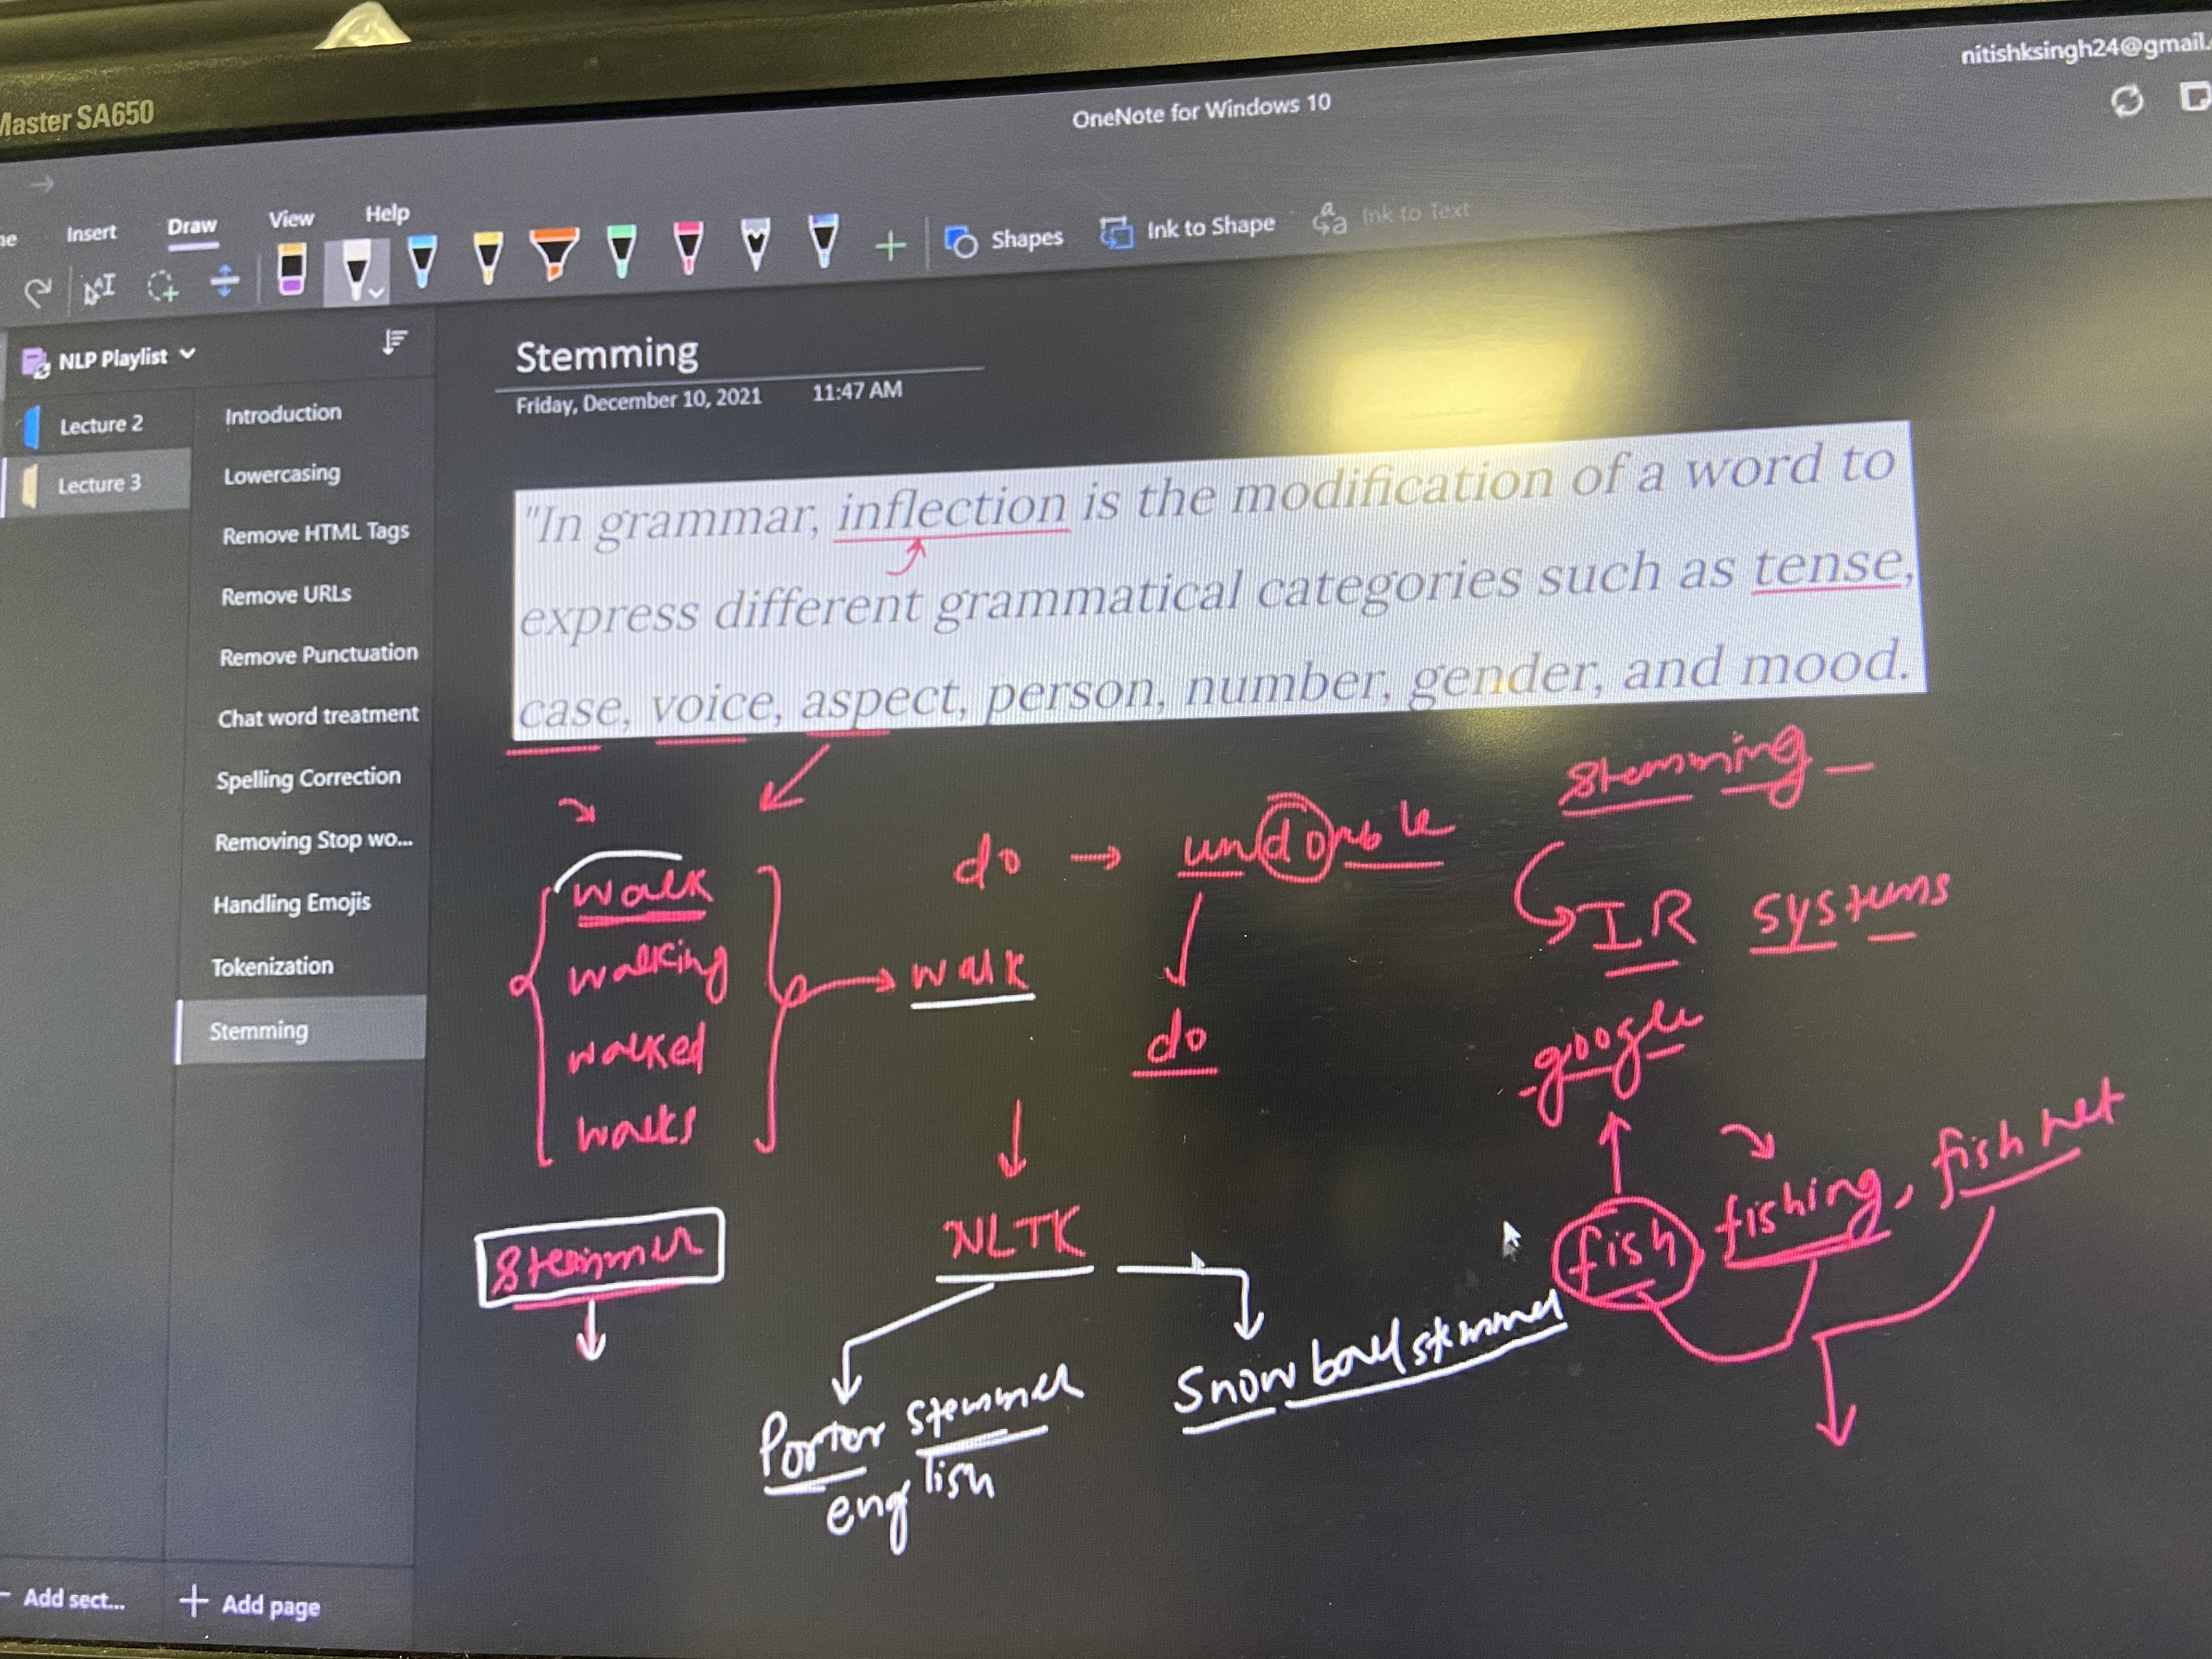 Master SA650
nitishksingh24@gmail.
OneNote for Windows 10
Insert
Draw
View
Help
Shapes
Ink to Shape
Ink to Text
NLP Playlist
Lecture 2
Lecture 3
Introduction
Lowercasing
Remove HTML Tags
Remove URLs
Remove Punctuation
Chat word treatment
Spelling Correction
Removing Stop wo...
Handling Emojis
Tokenization
Stemming
Add sect...
+ Add page
Stemming
Friday, December 10, 2021 11:47 AM
"In grammar, inflection is the modification of a word to
express different grammatical categories such as tense,
case, voice, aspect, person, number, gender, and mood.
walk
walking
walked
walks
walk
do → undoable
do
Stemming
IR systems
google
fish, fishing, fishnet
Stemmer
NLTK
Porter stemmer
english
Snowball stemmer